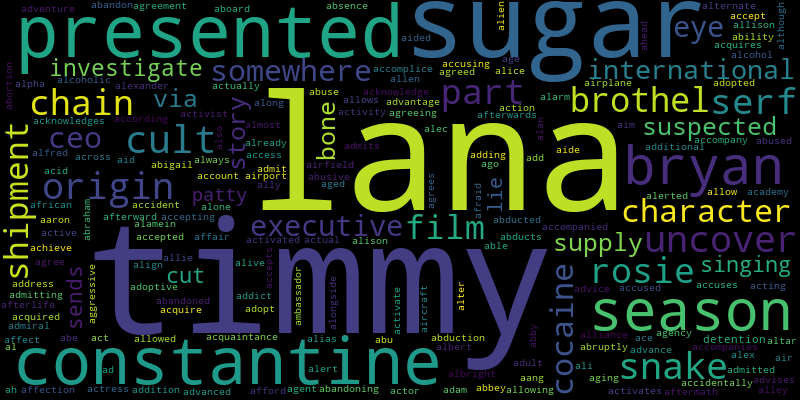 adventure abandon agreement aboard absence alien alternate although
presented sugar aided ahead eye accept allison ability acquires alcohol
abortion investigate somewhere accomplice accusing agreed age alice allen international
alpha alcoholic alexander actually
chain via story along abuse allows activity acknowledge advantage agreeing part action afterwards alarm airplane adopted brothel serf
acknowledges according activist also almost bone
ceo cult already admits alec alan aim suspected abused
alfred across aid abigail always access airfield lana adding ago add aide accompany additional
shipment acid account airport admit abusive agrees lie bryan alerted allow academy
african origin patty ally aged afraid
aaron abraham accident alone executive film abducted accompanied character
active afterward accepting alamein activated actual alison able abducts supply uncover
achieve accepted affair accepts
agree sends allie alive timmy alter rosie singing
address aggressive align cut ambassador alongside activate aircraft cocaine advice accused accuses acting
admitting adoptive addict abandoned
afterlife acquire adopt season
acquired admiral alias abu abby alliance ace agency detention altar
affect abe act allowed acquaintance abduction abruptly accompanies
al constantine alert albert adult ali advance alex air
ad albright aang snake admitted
ah affection actress addition advanced afford agent abandoning actor adam abbey allowing aging activates accidentally aftermath advises alley